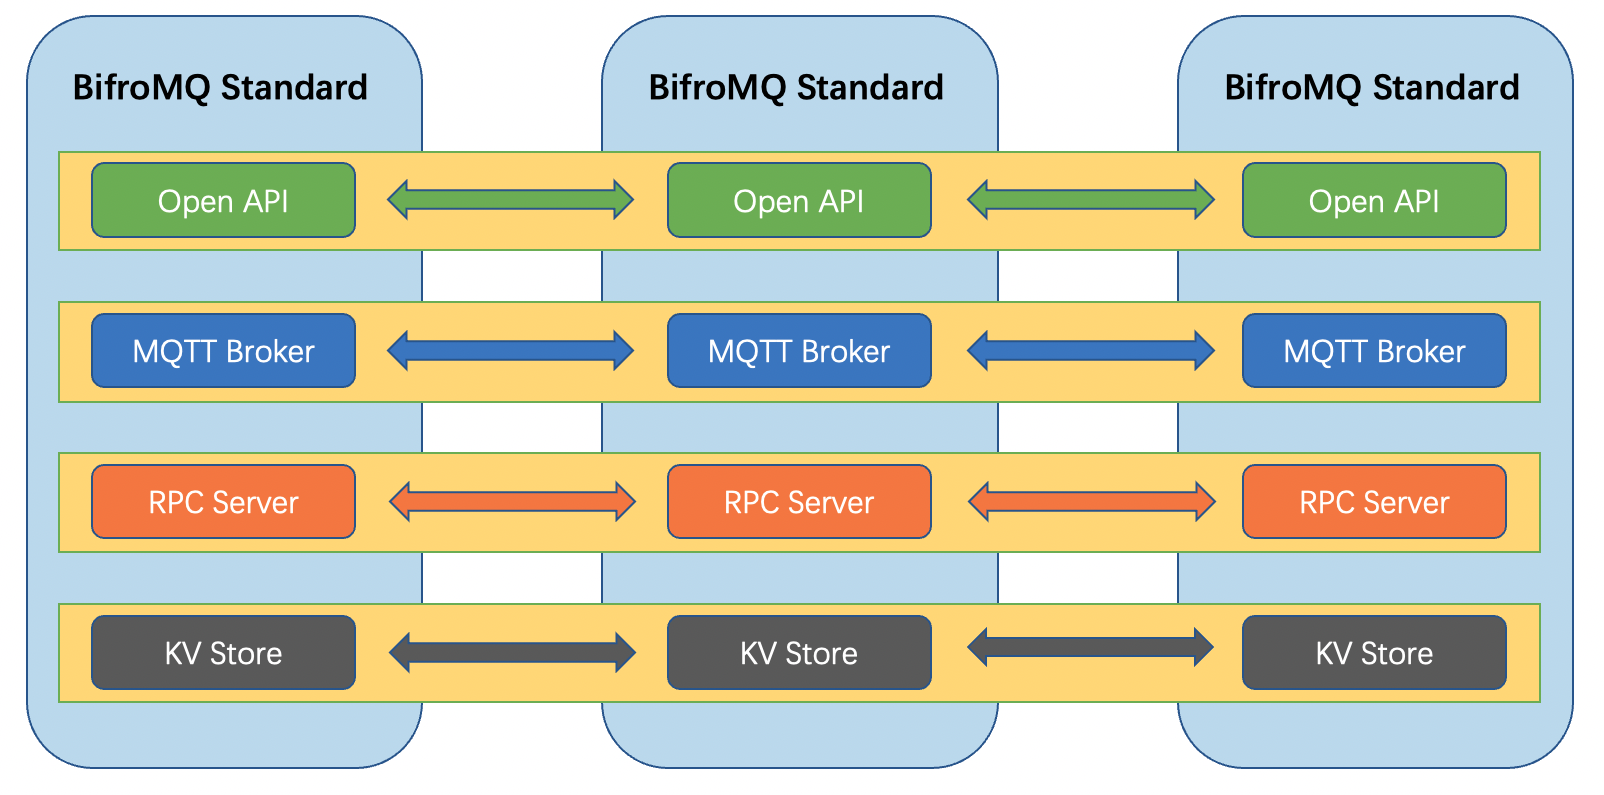 BifroMQ Standard
BifroMQ Standard
BifroMQ Standard
Open API
Open API
Open API
MQTT Broker
MQTT Broker
MQTT Broker
RPC Server
RPC Server
RPC Server
KV Store
KV Store
KV Store